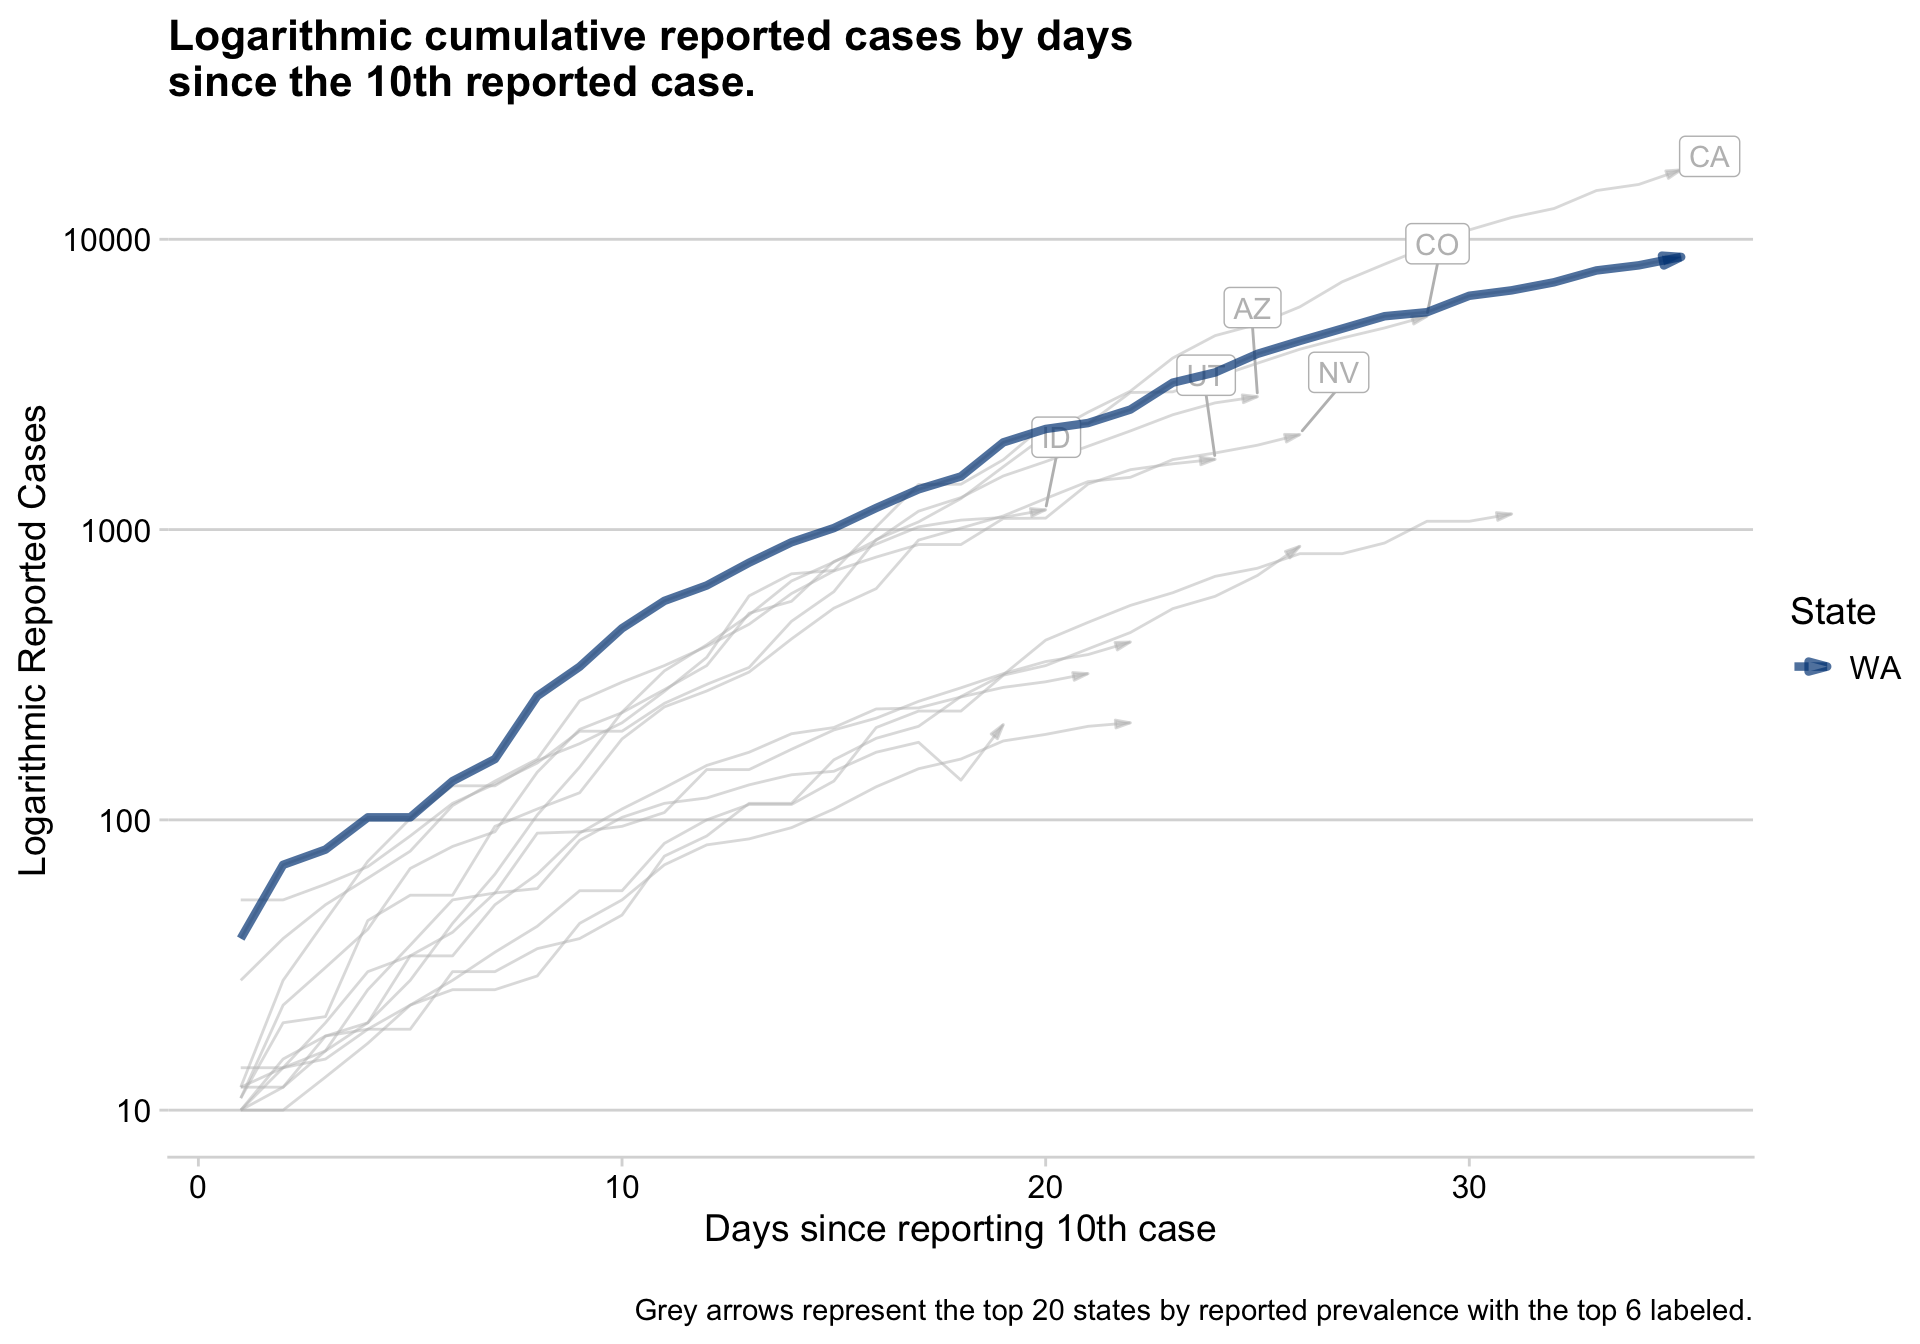 Logarithmic cumulative reported cases by days
since the 10th reported case.
CA
10000
CO
AZ
UT
NV
ID
1000
Logarithmic Reported Cases
State
WA
100
10
0 10 20 30
Days since reporting 10th case
Grey arrows represent the top 20 states by reported prevalence with the top 6 labeled.